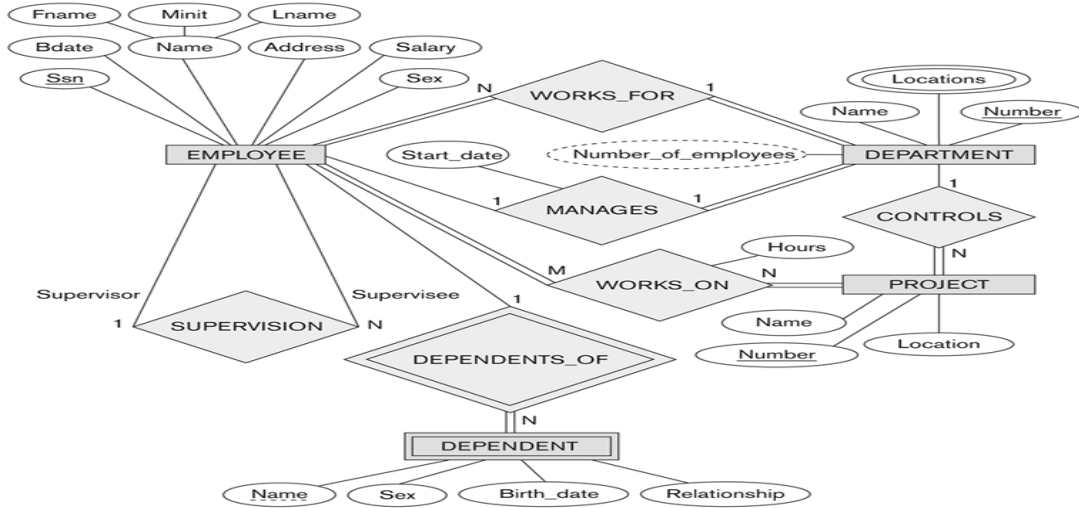 Fname Minit Lname
Bdate Name Address Salary
Ssn Sex
N WORKS_FOR 1
Locations
Name Number
EMPLOYEE Start_date Number_of_employees DEPARTMENT
1 MANAGES 1
1
CONTROLS
N
Hours
M WORKS_ON N PROJECT
Supervisor Supervisee 1
1 SUPERVISION N
Name
Number Location
DEPENDENTS_OF
N
DEPENDENT
Name Sex Birth_date Relationship